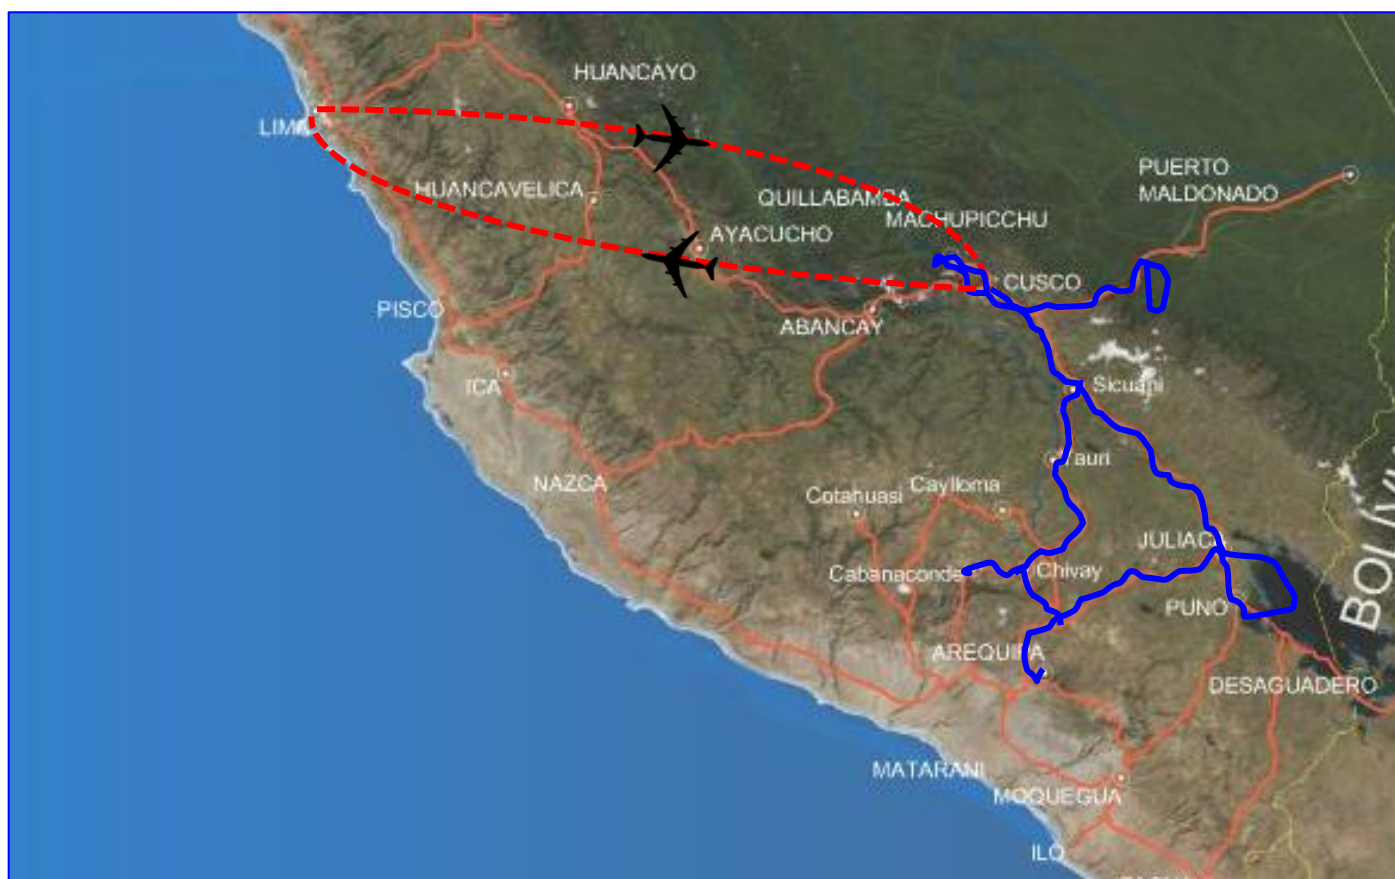 HUANCAYO
LIMA
PUERTO
MALDONADO
HUANCAVELICA
QUILLABAMBA
MACHUPICCHU
AYACUCHO
CUSCO
PISCO
ABANCAY
ICA
Sicuani
Yauri
NAZCA
Cotahuasi
Caylloma
JULIACA
Cabanaconde
Chivay
PUNO
AREQUIPA
DESAGUADERO
MATARANI
MOQUEGUA
ILO